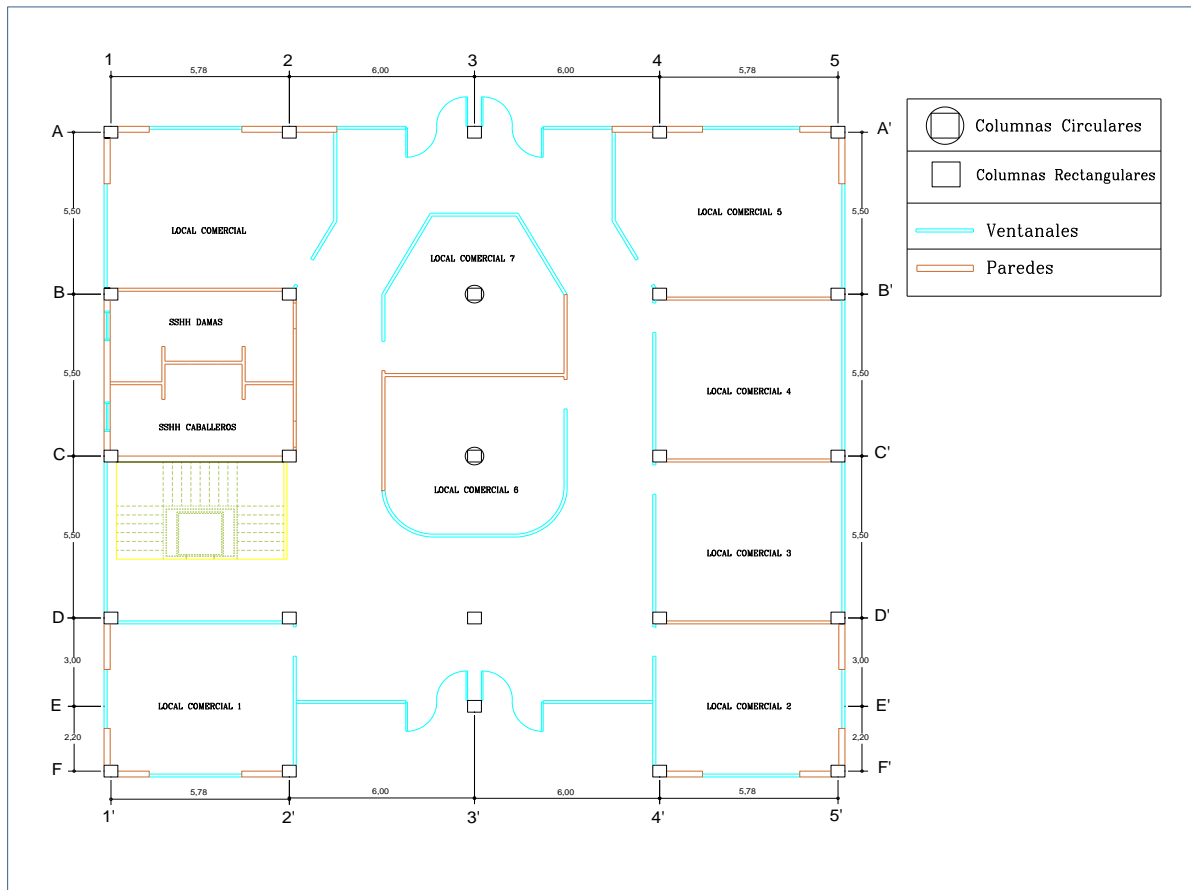 1 2 3 4 5
5,78 6,00 6,00 5,78
A A'
Columnas Circulares
Columnas Rectangulares
Ventanales
Paredes
5,50 5,50
LOCAL COMERCIAL 5
LOCAL COMERCIAL
LOCAL COMERCIAL 7
B B'
SSHH DAMAS
5,50 5,50
LOCAL COMERCIAL 4
SSHH CABALLEROS
C C'
LOCAL COMERCIAL 6
5,50 5,50
LOCAL COMERCIAL 3
D D'
3,00 3,00
E LOCAL COMERCIAL 1 LOCAL COMERCIAL 2 E'
2,20 2,20
F F'
5,78 6,00 6,00 5,78
1' 2' 3' 4' 5'